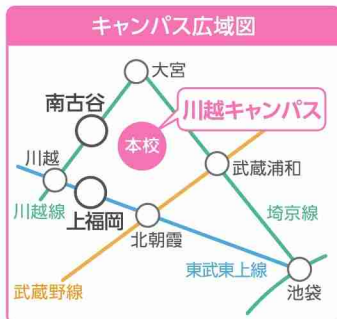 キャンパス広域図
大宮
南古谷
川越キャンパス
本校
川越
武蔵浦和
川越線
上福岡
埼京線
北朝霞
東武東上線
武蔵野線
池袋